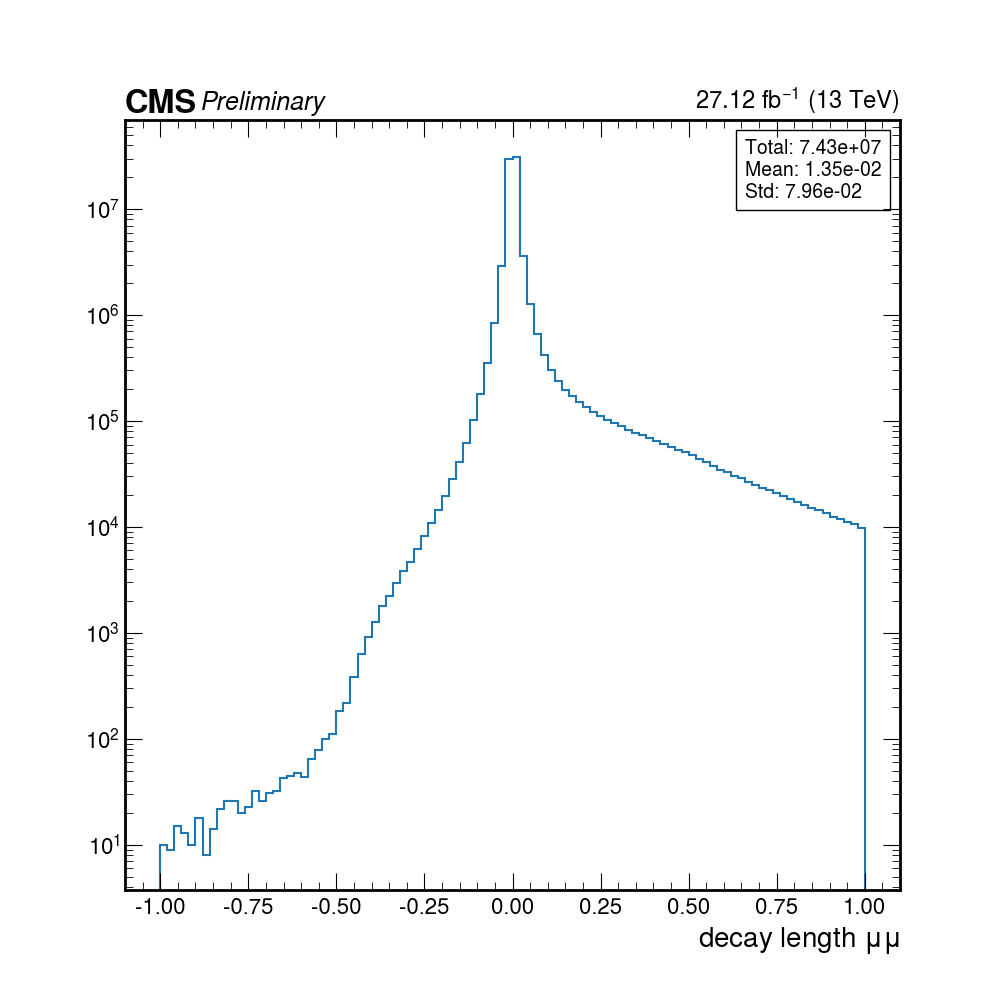 CMS Preliminary 27.12 fb⁻¹ (13 TeV)
Total: 7.43e+07
Mean: 1.35e-02
Std: 7.96e-02
10⁷
10⁶
10⁵
10⁴
10³
10²
10¹
-1.00 -0.75 -0.50 -0.25 0.00 0.25 0.50 0.75 1.00
decay length μμ